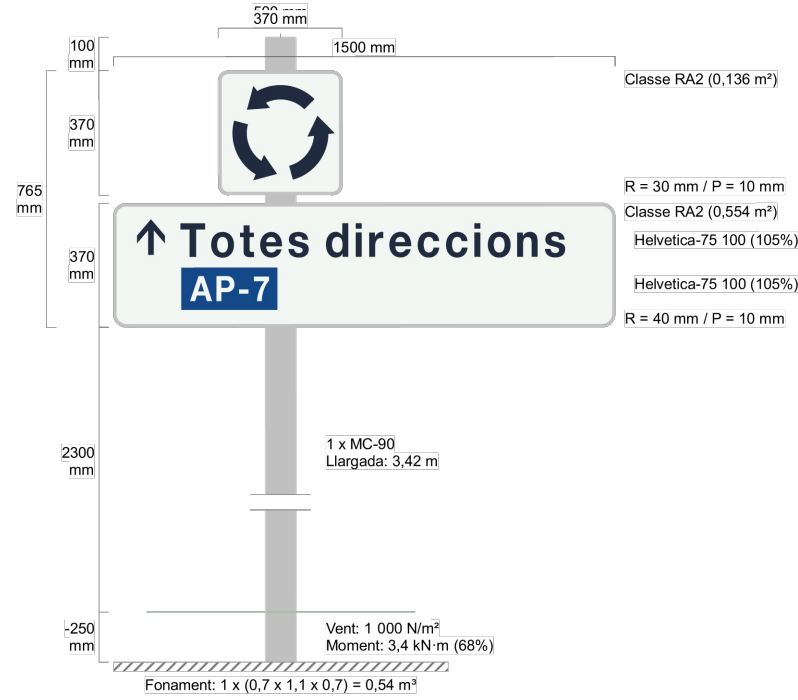 370 mm
1500 mm
100
mm
Classe RA2 (0,136 m²)
370
mm
765
mm
R = 30 mm / P = 10 mm
Classe RA2 (0,554 m²)
Totes direccions
Helvetica-75 100 (105%)
370
mm
AP-7
Helvetica-75 100 (105%)
R = 40 mm / P = 10 mm
2300
mm
1 x MC-90
Llargada: 3,42 m
-250
mm
Vent: 1 000 N/m²
Moment: 3,4 kN·m (68%)
Fonament: 1 x (0,7 x 1,1 x 0,7) = 0,54 m³